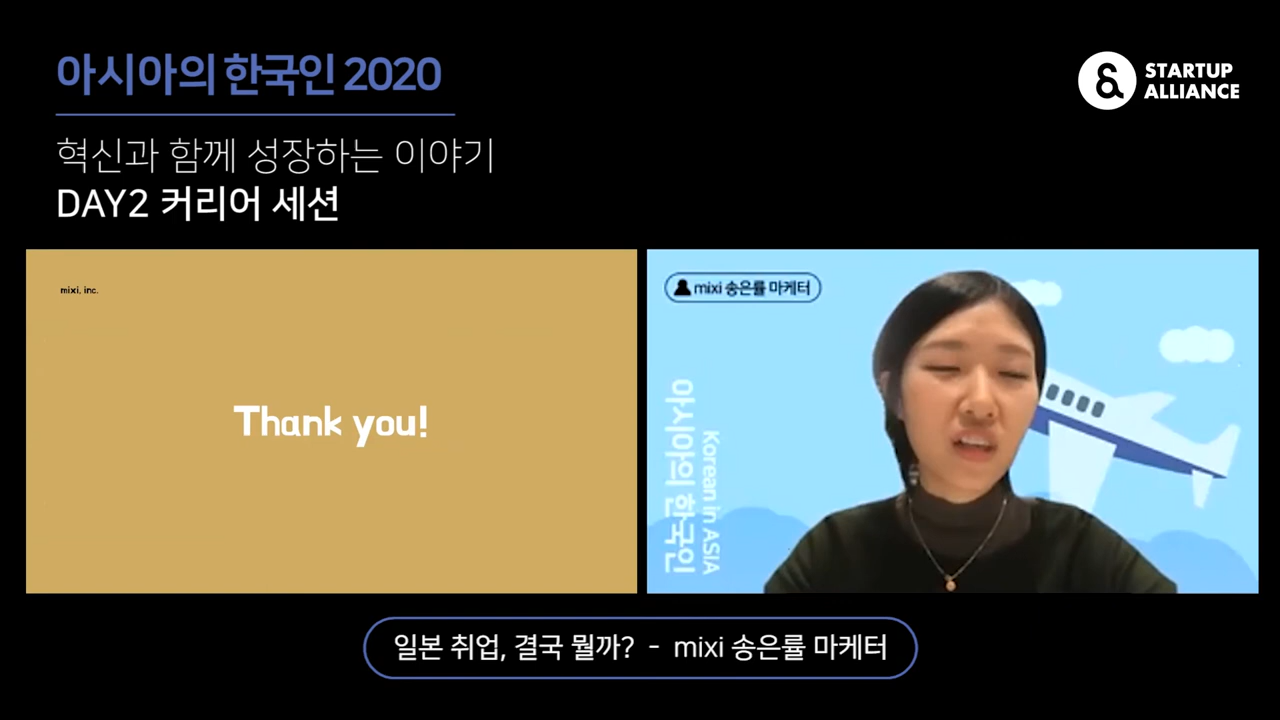 아시아의 한국인 2020
STARTUP
ALLIANCE
혁신과 함께 성장하는 이야기
DAY2 커리어 세션
mixi, inc.
Thank you!
mixi 송은률 마케터
아시아의 한국인
Korean in ASIA
일본 취업, 결국 뭘까? - mixi 송은률 마케터